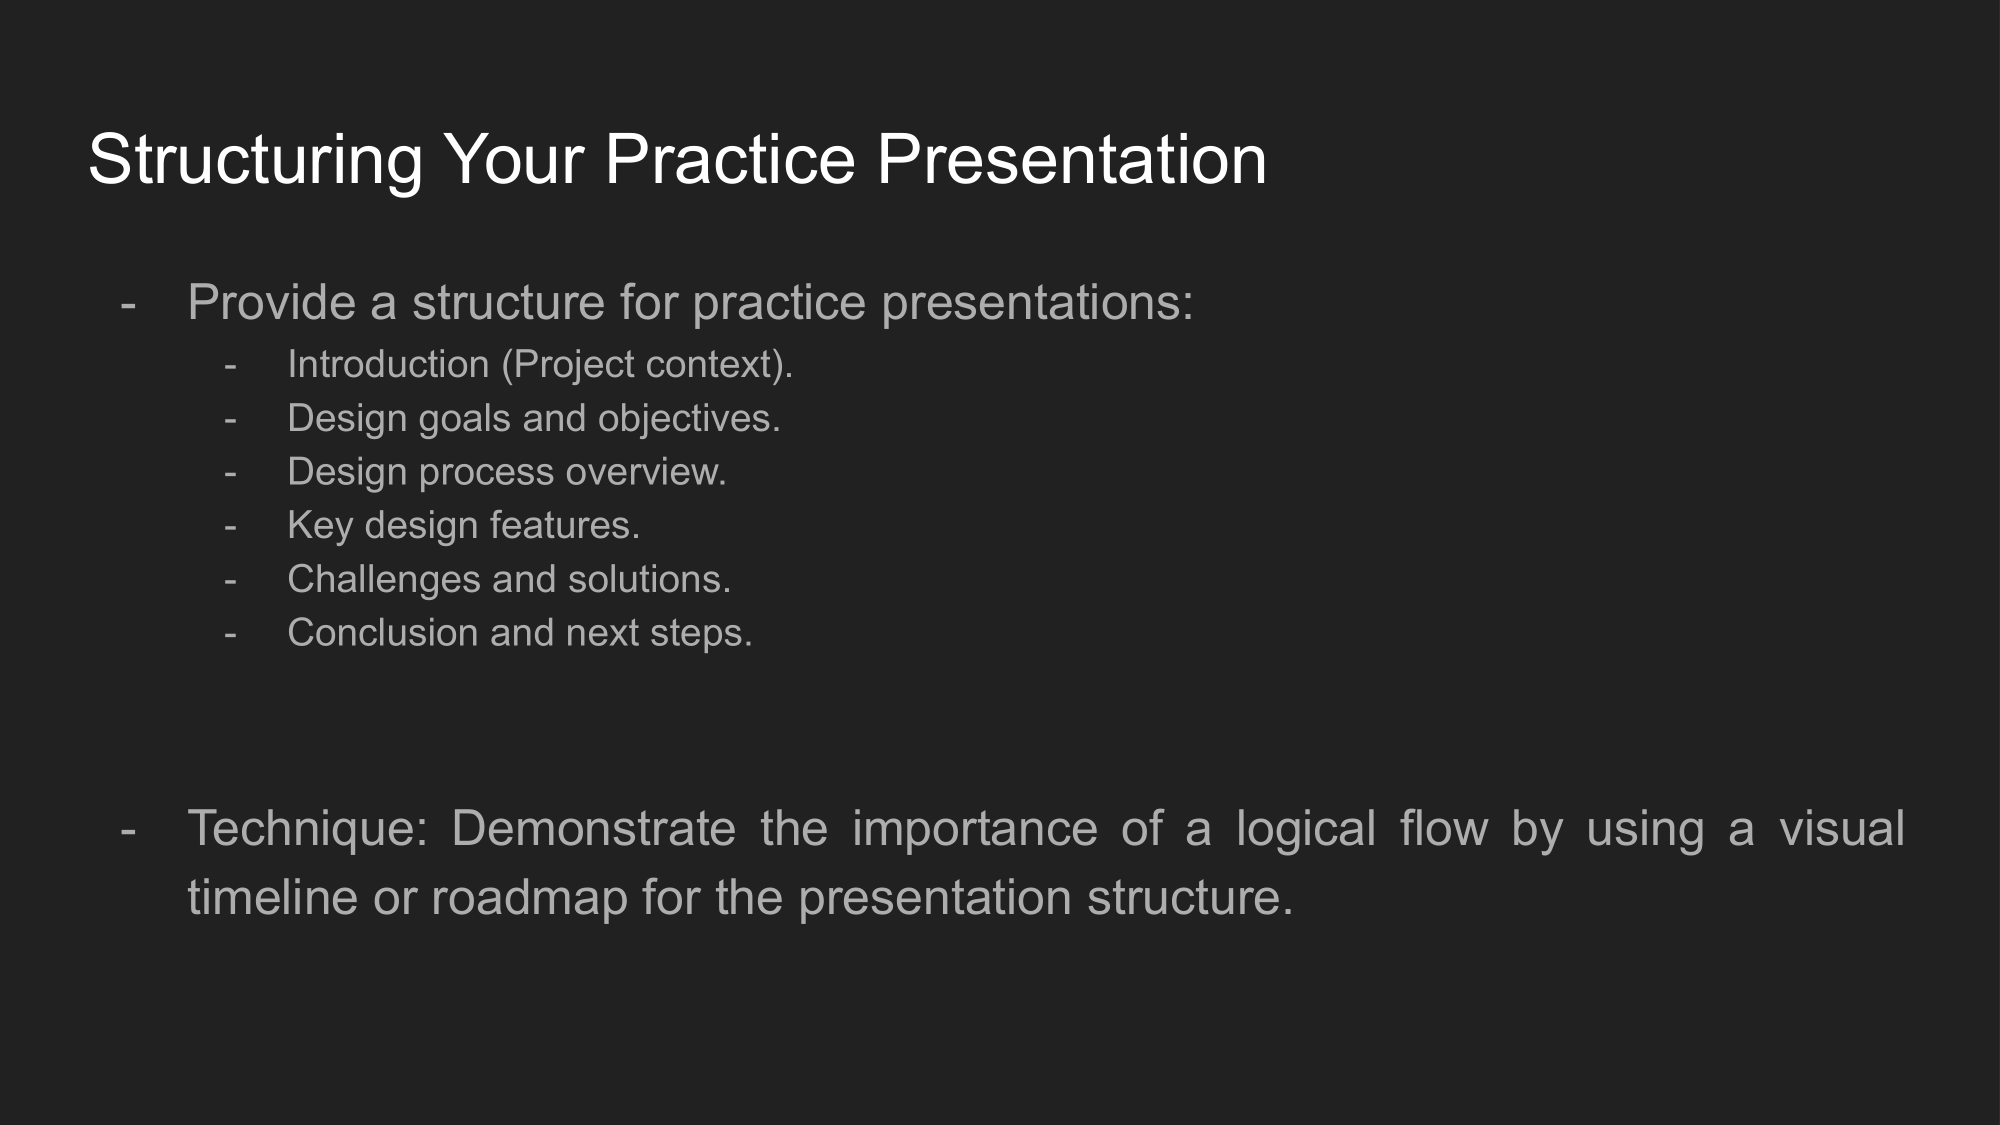 Structuring Your Practice Presentation
- Provide a structure for practice presentations:
- Introduction (Project context).
- Design goals and objectives.
- Design process overview.
- Key design features.
- Challenges and solutions.
- Conclusion and next steps.
- Technique: Demonstrate the importance of a logical flow by using a visual
timeline or roadmap for the presentation structure.